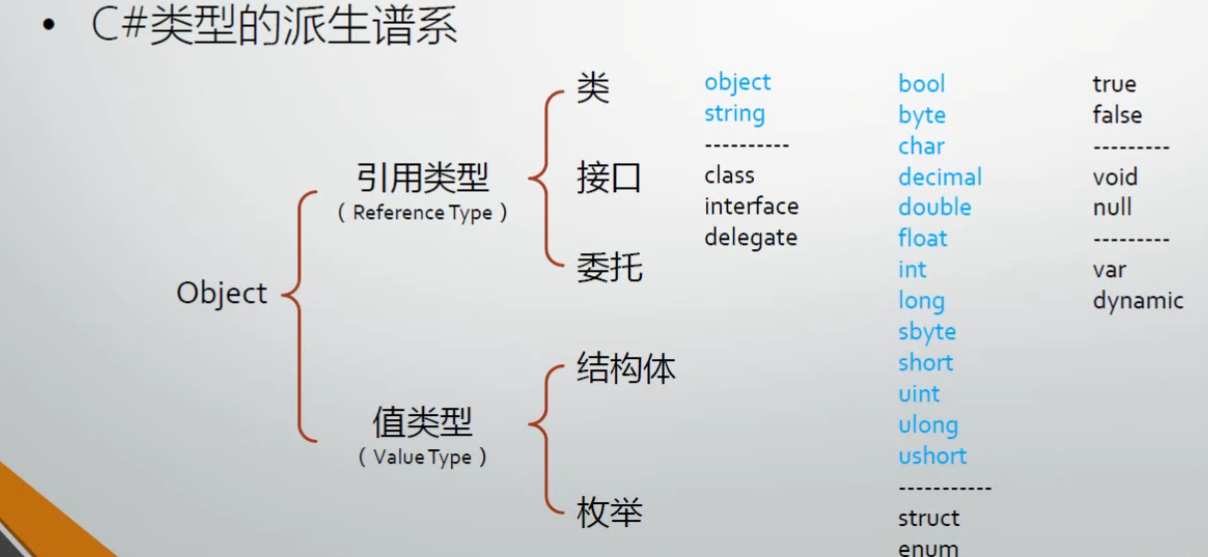 • C#类型的派生谱系
Object
引用类型
（Reference Type）
值类型
（Value Type）
类
接口
委托
结构体
枚举
object
string
----------
class
interface
delegate
bool
byte
char
decimal
double
float
int
long
sbyte
short
uint
ulong
ushort
-----------
struct
enum
true
false
---------
void
null
---------
var
dynamic